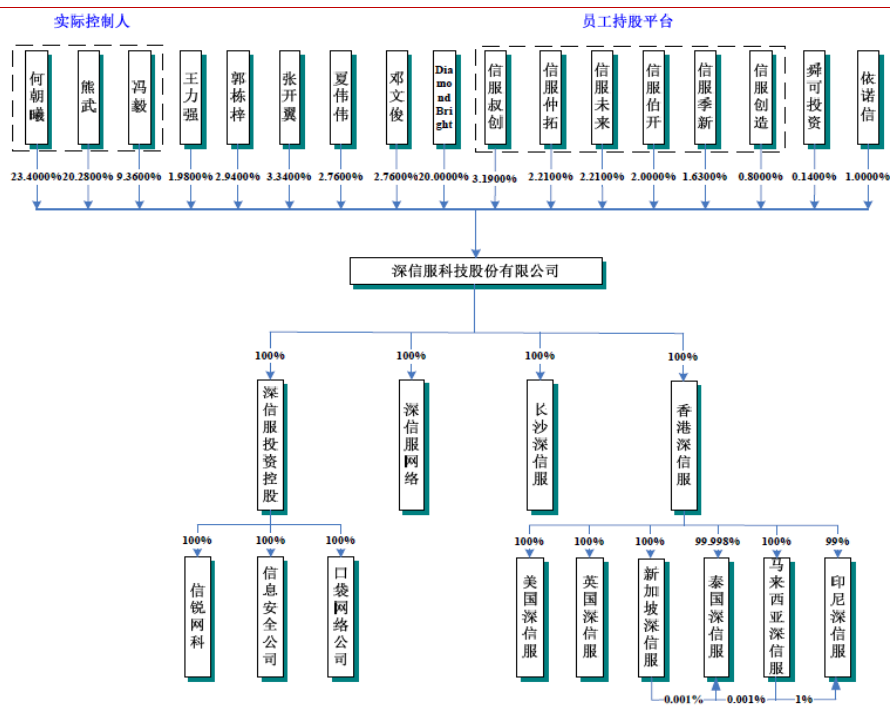 实际控制人
员工持股平台
何朝曦
熊武
冯毅
王力强
郭栋梓
张开翼
夏伟伟
邓文俊
Dia
mo
nd
Bri
ght
信服叔创
信服仲拓
信服未来
信服伯开
信服季新
信服创造
舜可投资
依诺信
23.4000%
20.2800%
9.3600%
1.9800%
2.9400%
3.3400%
2.7600%
2.7600%
20.0000%
3.1900%
2.2100%
2.2100%
2.0000%
1.6300%
0.8000%
0.1400%
1.0000%
深信服科技股份有限公司
100%
100%
100%
100%
深信服投资控股
深信服网络
长沙深信服
香港深信服
100%
100%
100%
100%
100%
100%
99.998%
100%
99%
信锐网科
信息安全公司
口袋网络公司
美国深信服
英国深信服
新加坡深信服
泰国深信服
马来西亚深信服
印尼深信服
0.001%
0.001%
1%